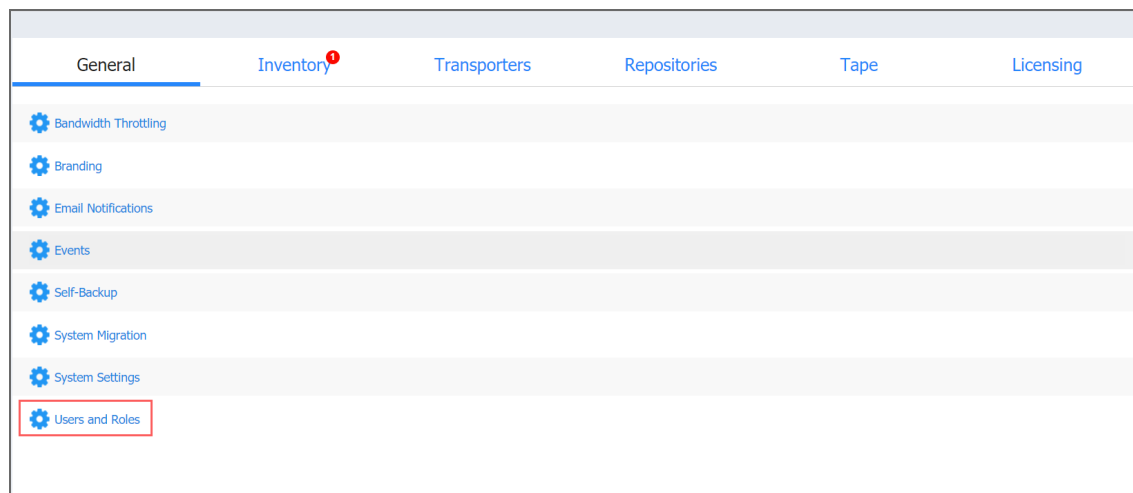 General Inventory 1 Transporters Repositories Tape Licensing
Bandwidth Throttling
Branding
Email Notifications
Events
Self-Backup
System Migration
System Settings
Users and Roles